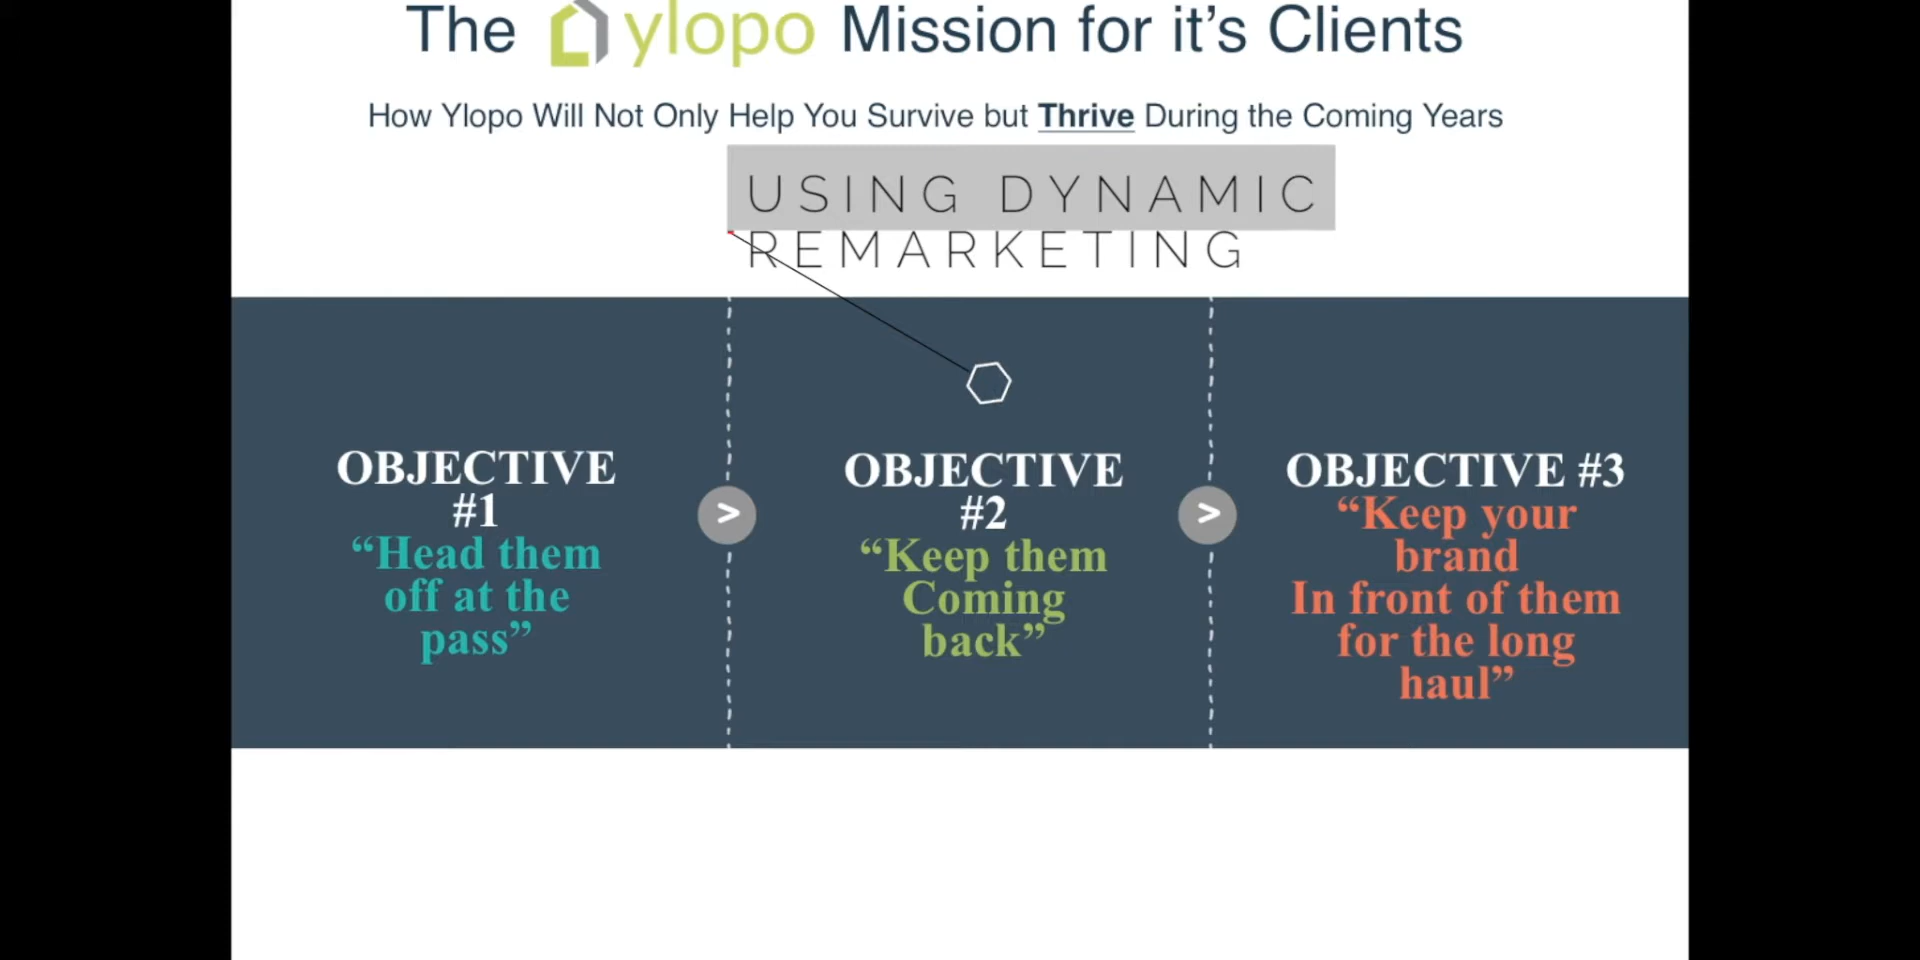 The ylopo Mission for it’s Clients
How Ylopo Will Not Only Help You Survive but Thrive During the Coming Years
USING DYNAMIC
REMARKETING
OBJECTIVE
#1
“Head them
off at the
pass”
>
OBJECTIVE
#2
“Keep them
Coming
back”
>
OBJECTIVE #3
“Keep your
brand
In front of them
for the long
haul”